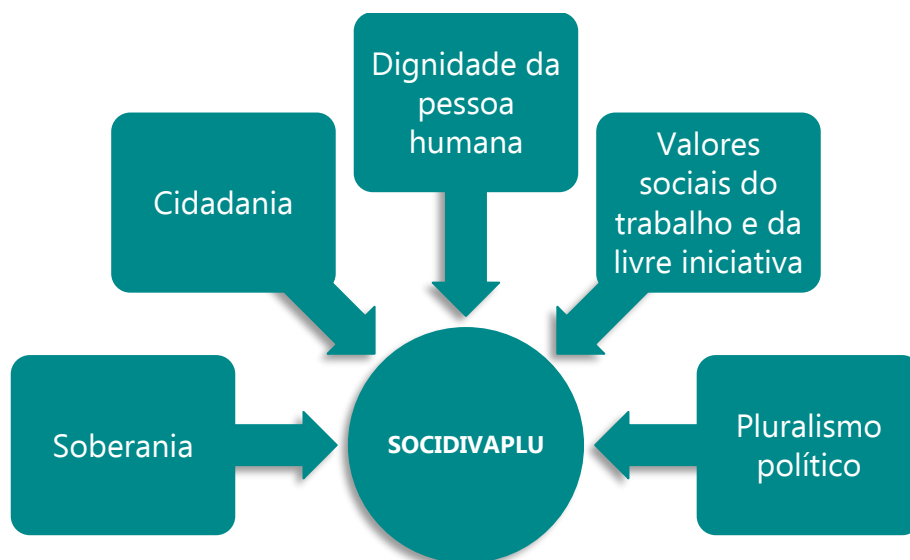 Dignidade da
pessoa
humana
Cidadania
Valores
sociais do
trabalho e da
livre iniciativa
Soberania
SOCIDIVAPLU
Pluralismo
político